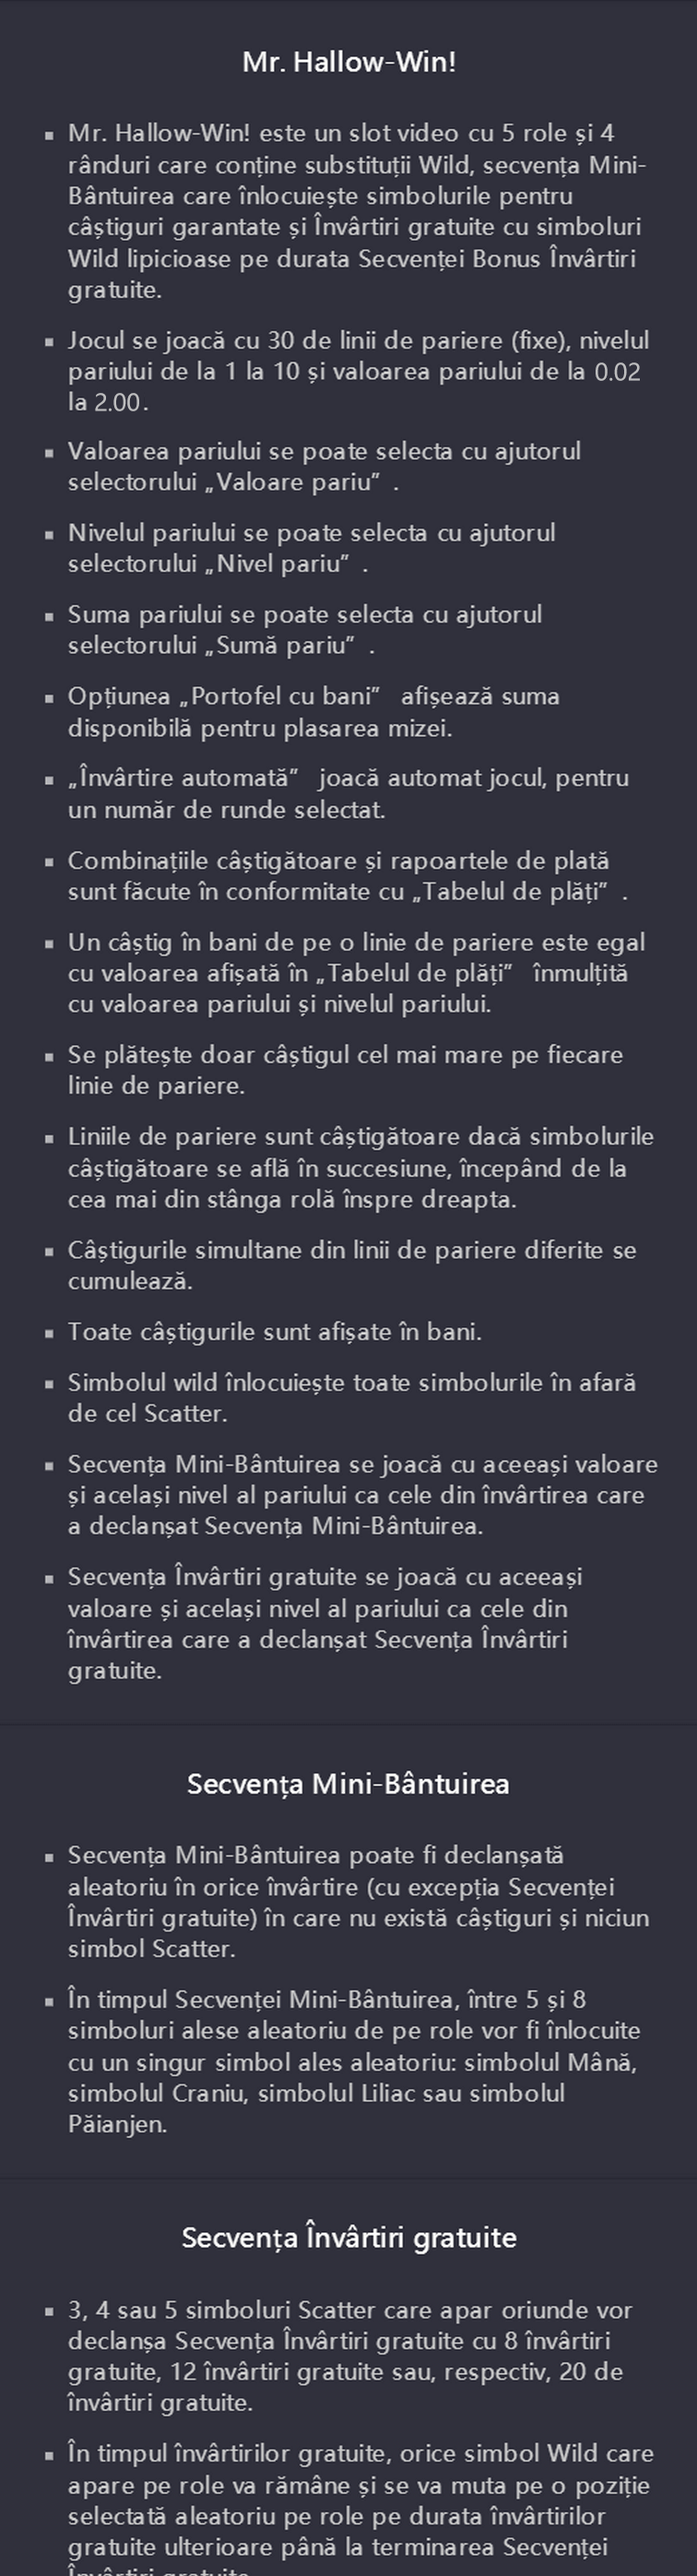 Mr. Hallow-Win!
▪ Mr. Hallow-Win! este un slot video cu 5 role și 4
rânduri care conține substituții Wild, secvența Mini-
Bântuirea care înlocuiește simbolurile pentru
câștiguri garantate și Învârtiri gratuite cu simboluri
Wild lipicioase pe durata Secvenței Bonus Învârtiri
gratuite.
▪ Jocul se joacă cu 30 de linii de pariere (fixe), nivelul
pariului de la 1 la 10 și valoarea pariului de la 0.02
la 2.00.
▪ Valoarea pariului se poate selecta cu ajutorul
selectorului „Valoare pariu” .
▪ Nivelul pariului se poate selecta cu ajutorul
selectorului „Nivel pariu” .
▪ Suma pariului se poate selecta cu ajutorul
selectorului „Sumă pariu” .
▪ Opțiunea „Portofel cu bani” afișează suma
disponibilă pentru plasarea mizei.
▪ „Învârtire automată” joacă automat jocul, pentru
un număr de runde selectat.
▪ Combinațiile câștigătoare și rapoartele de plată
sunt făcute în conformitate cu „Tabelul de plăți” .
▪ Un câștig în bani de pe o linie de pariere este egal
cu valoarea afișată în „Tabelul de plăți” înmulțită
cu valoarea pariului și nivelul pariului.
▪ Se plătește doar câștigul cel mai mare pe fiecare
linie de pariere.
▪ Liniile de pariere sunt câștigătoare dacă simbolurile
câștigătoare se află în succesiune, începând de la
cea mai din stânga rolă înspre dreapta.
▪ Câștigurile simultane din linii de pariere diferite se
cumulează.
▪ Toate câștigurile sunt afișate în bani.
▪ Simbolul wild înlocuiește toate simbolurile în afară
de cel Scatter.
▪ Secvența Mini-Bântuirea se joacă cu aceeași valoare
și același nivel al pariului ca cele din învârtirea care
a declanșat Secvența Mini-Bântuirea.
▪ Secvența Învârtiri gratuite se joacă cu aceeași
valoare și același nivel al pariului ca cele din
învârtirea care a declanșat Secvența Învârtiri
gratuite.
Secvența Mini-Bântuirea
▪ Secvența Mini-Bântuirea poate fi declanșată
aleatoriu în orice învârtire (cu excepția Secvenței
Învârtiri gratuite) în care nu există câștiguri și niciun
simbol Scatter.
▪ În timpul Secvenței Mini-Bântuirea, între 5 și 8
simboluri alese aleatoriu de pe role vor fi înlocuite
cu un singur simbol ales aleatoriu: simbolul Mână,
simbolul Craniu, simbolul Liliac sau simbolul
Păianjen.
Secvența Învârtiri gratuite
▪ 3, 4 sau 5 simboluri Scatter care apar oriunde vor
declanșa Secvența Învârtiri gratuite cu 8 învârtiri
gratuite, 12 învârtiri gratuite sau, respectiv, 20 de
învârtiri gratuite.
▪ În timpul învârtirilor gratuite, orice simbol Wild care
apare pe role va rămâne și se va muta pe o poziție
selectată aleatoriu pe role pe durata învârtirilor
gratuite ulterioare până la terminarea Secvenței